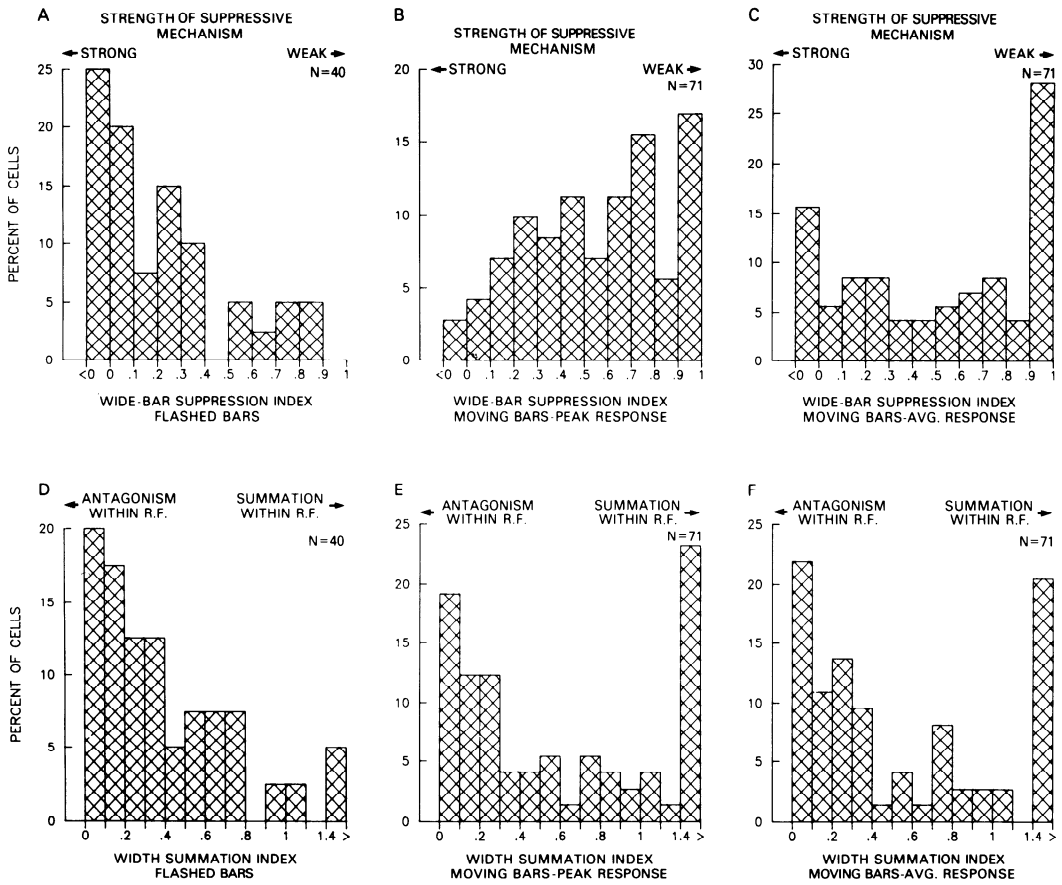 A
STRENGTH OF SUPPRESSIVE
MECHANISM
← STRONG WEAK →
N=40
25
20
15
10
5
0
PERCENT OF CELLS
<0 0 .1 .2 .3 .4 .5 .6 .7 .8 .9 1
WIDE-BAR SUPPRESSION INDEX
FLASHED BARS
B
STRENGTH OF SUPPRESSIVE
MECHANISM
← STRONG WEAK →
N=71
20
15
10
5
0
<0 0 .1 .2 .3 .4 .5 .6 .7 .8 .9 1
WIDE-BAR SUPPRESSION INDEX
MOVING BARS-PEAK RESPONSE
C
STRENGTH OF SUPPRESSIVE
MECHANISM
← STRONG WEAK →
N=71
30
25
20
15
10
5
0
<0 0 .1 .2 .3 .4 .5 .6 .7 .8 .9 1
WIDE-BAR SUPPRESSION INDEX
MOVING BARS-AVG. RESPONSE
D
← ANTAGONISM SUMMATION →
WITHIN R.F. WITHIN R.F.
N=40
20
15
10
5
0
PERCENT OF CELLS
0 .2 .4 .6 .8 1 1.4 >
WIDTH SUMMATION INDEX
FLASHED BARS
E
← ANTAGONISM SUMMATION →
WITHIN R.F. WITHIN R.F.
N=71
25
20
15
10
5
0
0 .2 .4 .6 .8 1 1.4 >
WIDTH SUMMATION INDEX
MOVING BARS-PEAK RESPONSE
F
← ANTAGONISM SUMMATION →
WITHIN R.F. WITHIN R.F.
N=71
25
20
15
10
5
0
0 .2 .4 .6 .8 1 1.4 >
WIDTH SUMMATION INDEX
MOVING BARS-AVG. RESPONSE